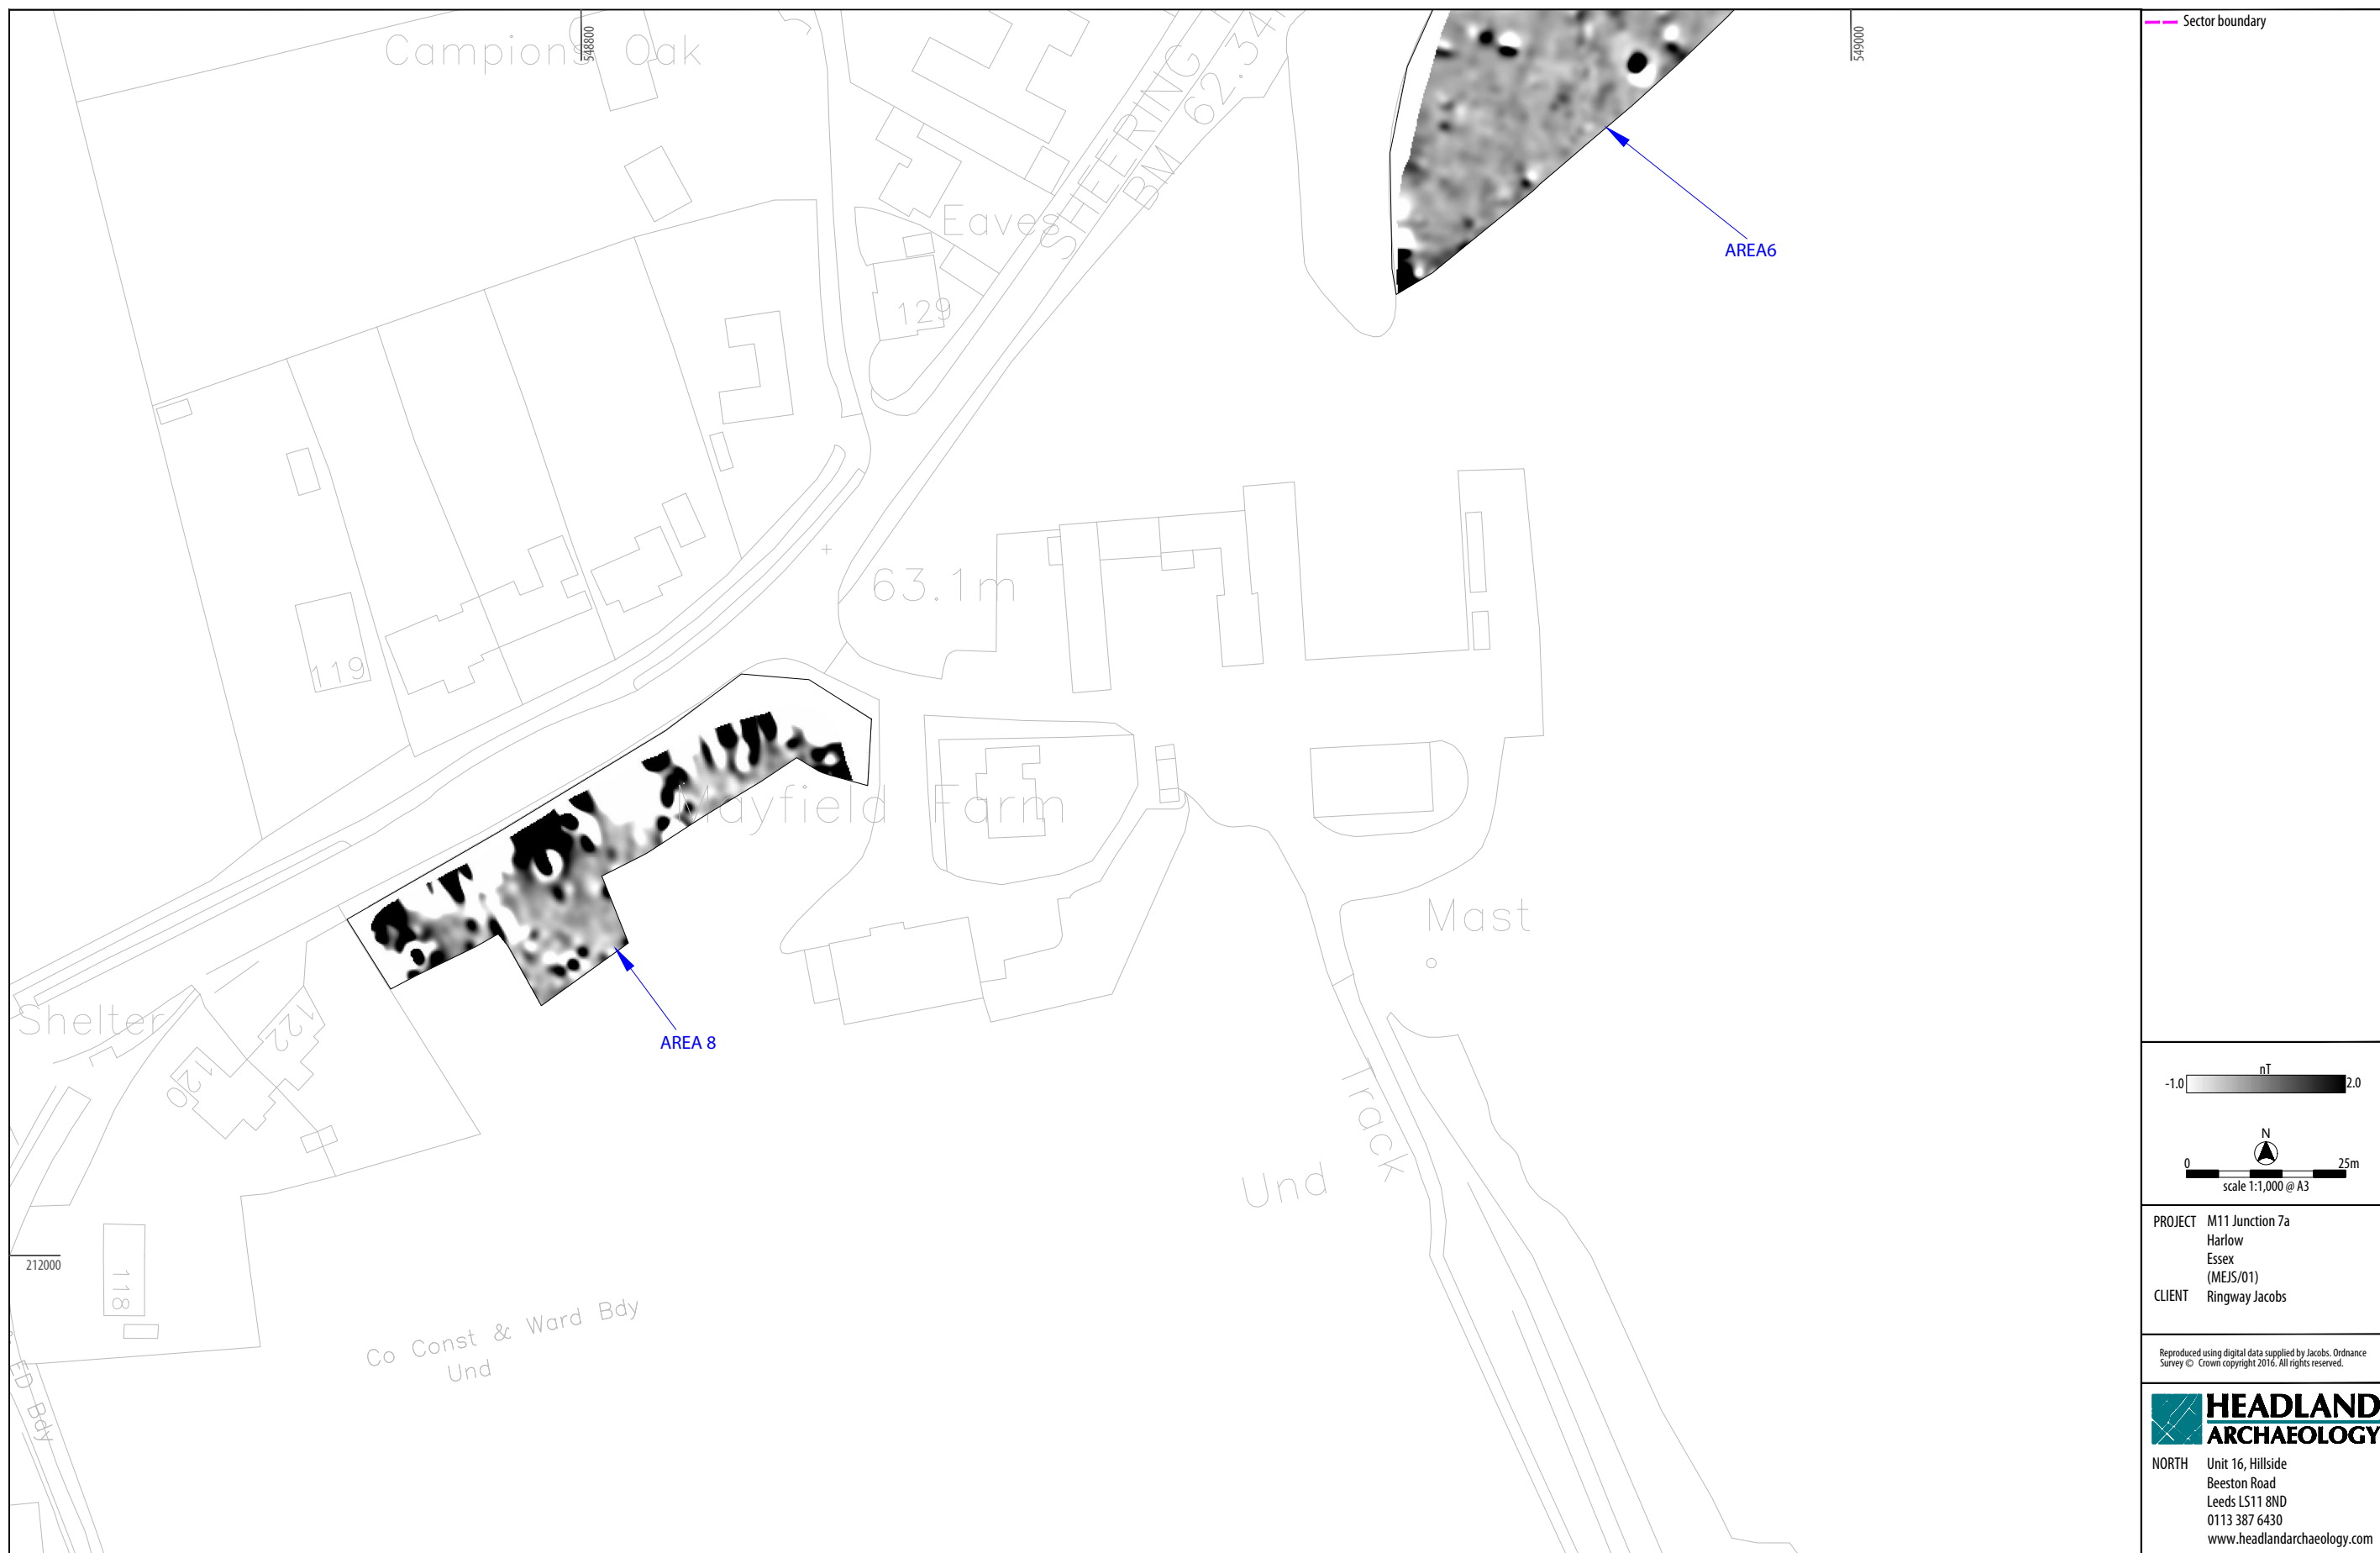 Campions Oak
548800
549000
SHEERING
BM 62.34
Eaves
129
AREA6
63.1m
119
Mayfield Farm
Mast
Shelter
122
120
AREA 8
Track
Und
212000
118
Co Const & Ward Bdy
Und
ED Bdy
Sector boundary
nT
-1.0
2.0
N
0
25m
scale 1:1,000 @ A3
PROJECT M11 Junction 7a
Harlow
Essex
(MEJS/01)
CLIENT Ringway Jacobs
Reproduced using digital data supplied by Jacobs. Ordnance
Survey © Crown copyright 2016. All rights reserved.
HEADLAND
ARCHAEOLOGY
NORTH Unit 16, Hillside
Beeston Road
Leeds LS11 8ND
0113 387 6430
www.headlandarchaeology.com